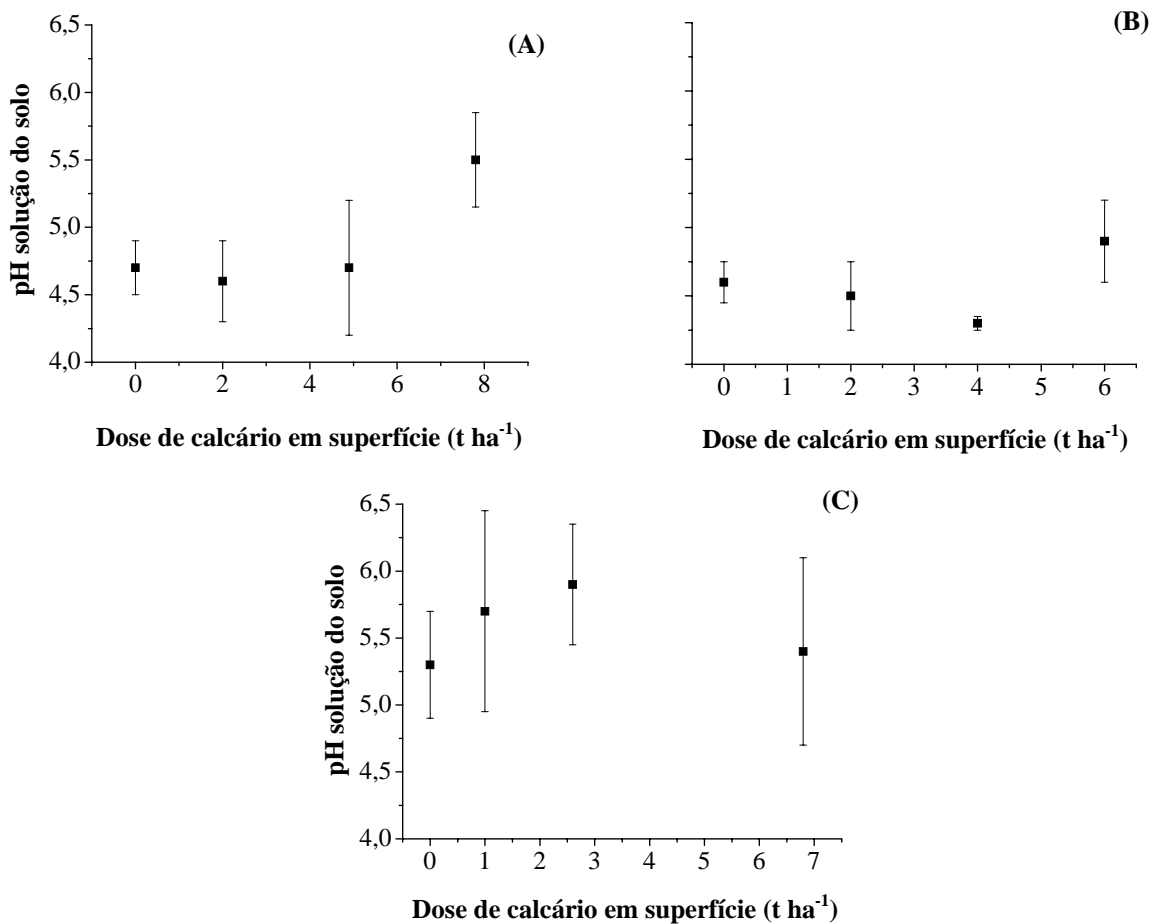 (A)
6,5
6,0
5,5
5,0
4,5
4,0
pH solução do solo
0 2 4 6 8
Dose de calcário em superfície (t ha⁻¹)
(B)
0 1 2 3 4 5 6
Dose de calcário em superfície (t ha⁻¹)
(C)
6,5
6,0
5,5
5,0
4,5
4,0
pH solução do solo
0 1 2 3 4 5 6 7
Dose de calcário em superfície (t ha⁻¹)